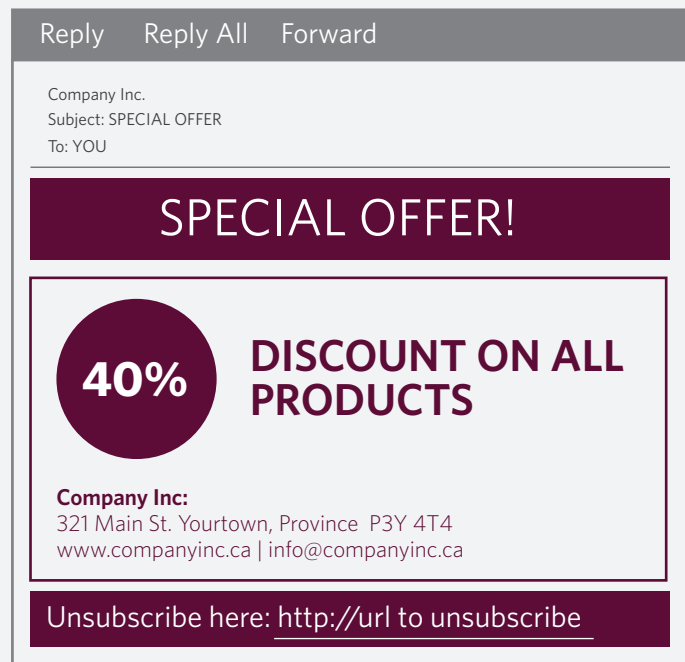 Reply Reply All Forward
Company Inc.
Subject: SPECIAL OFFER
To: YOU
SPECIAL OFFER!
40%
DISCOUNT ON ALL
PRODUCTS
Company Inc:
321 Main St. Yourtown, Province P3Y 4T4
www.companyinc.ca | info@companyinc.ca
Unsubscribe here: http://url to unsubscribe